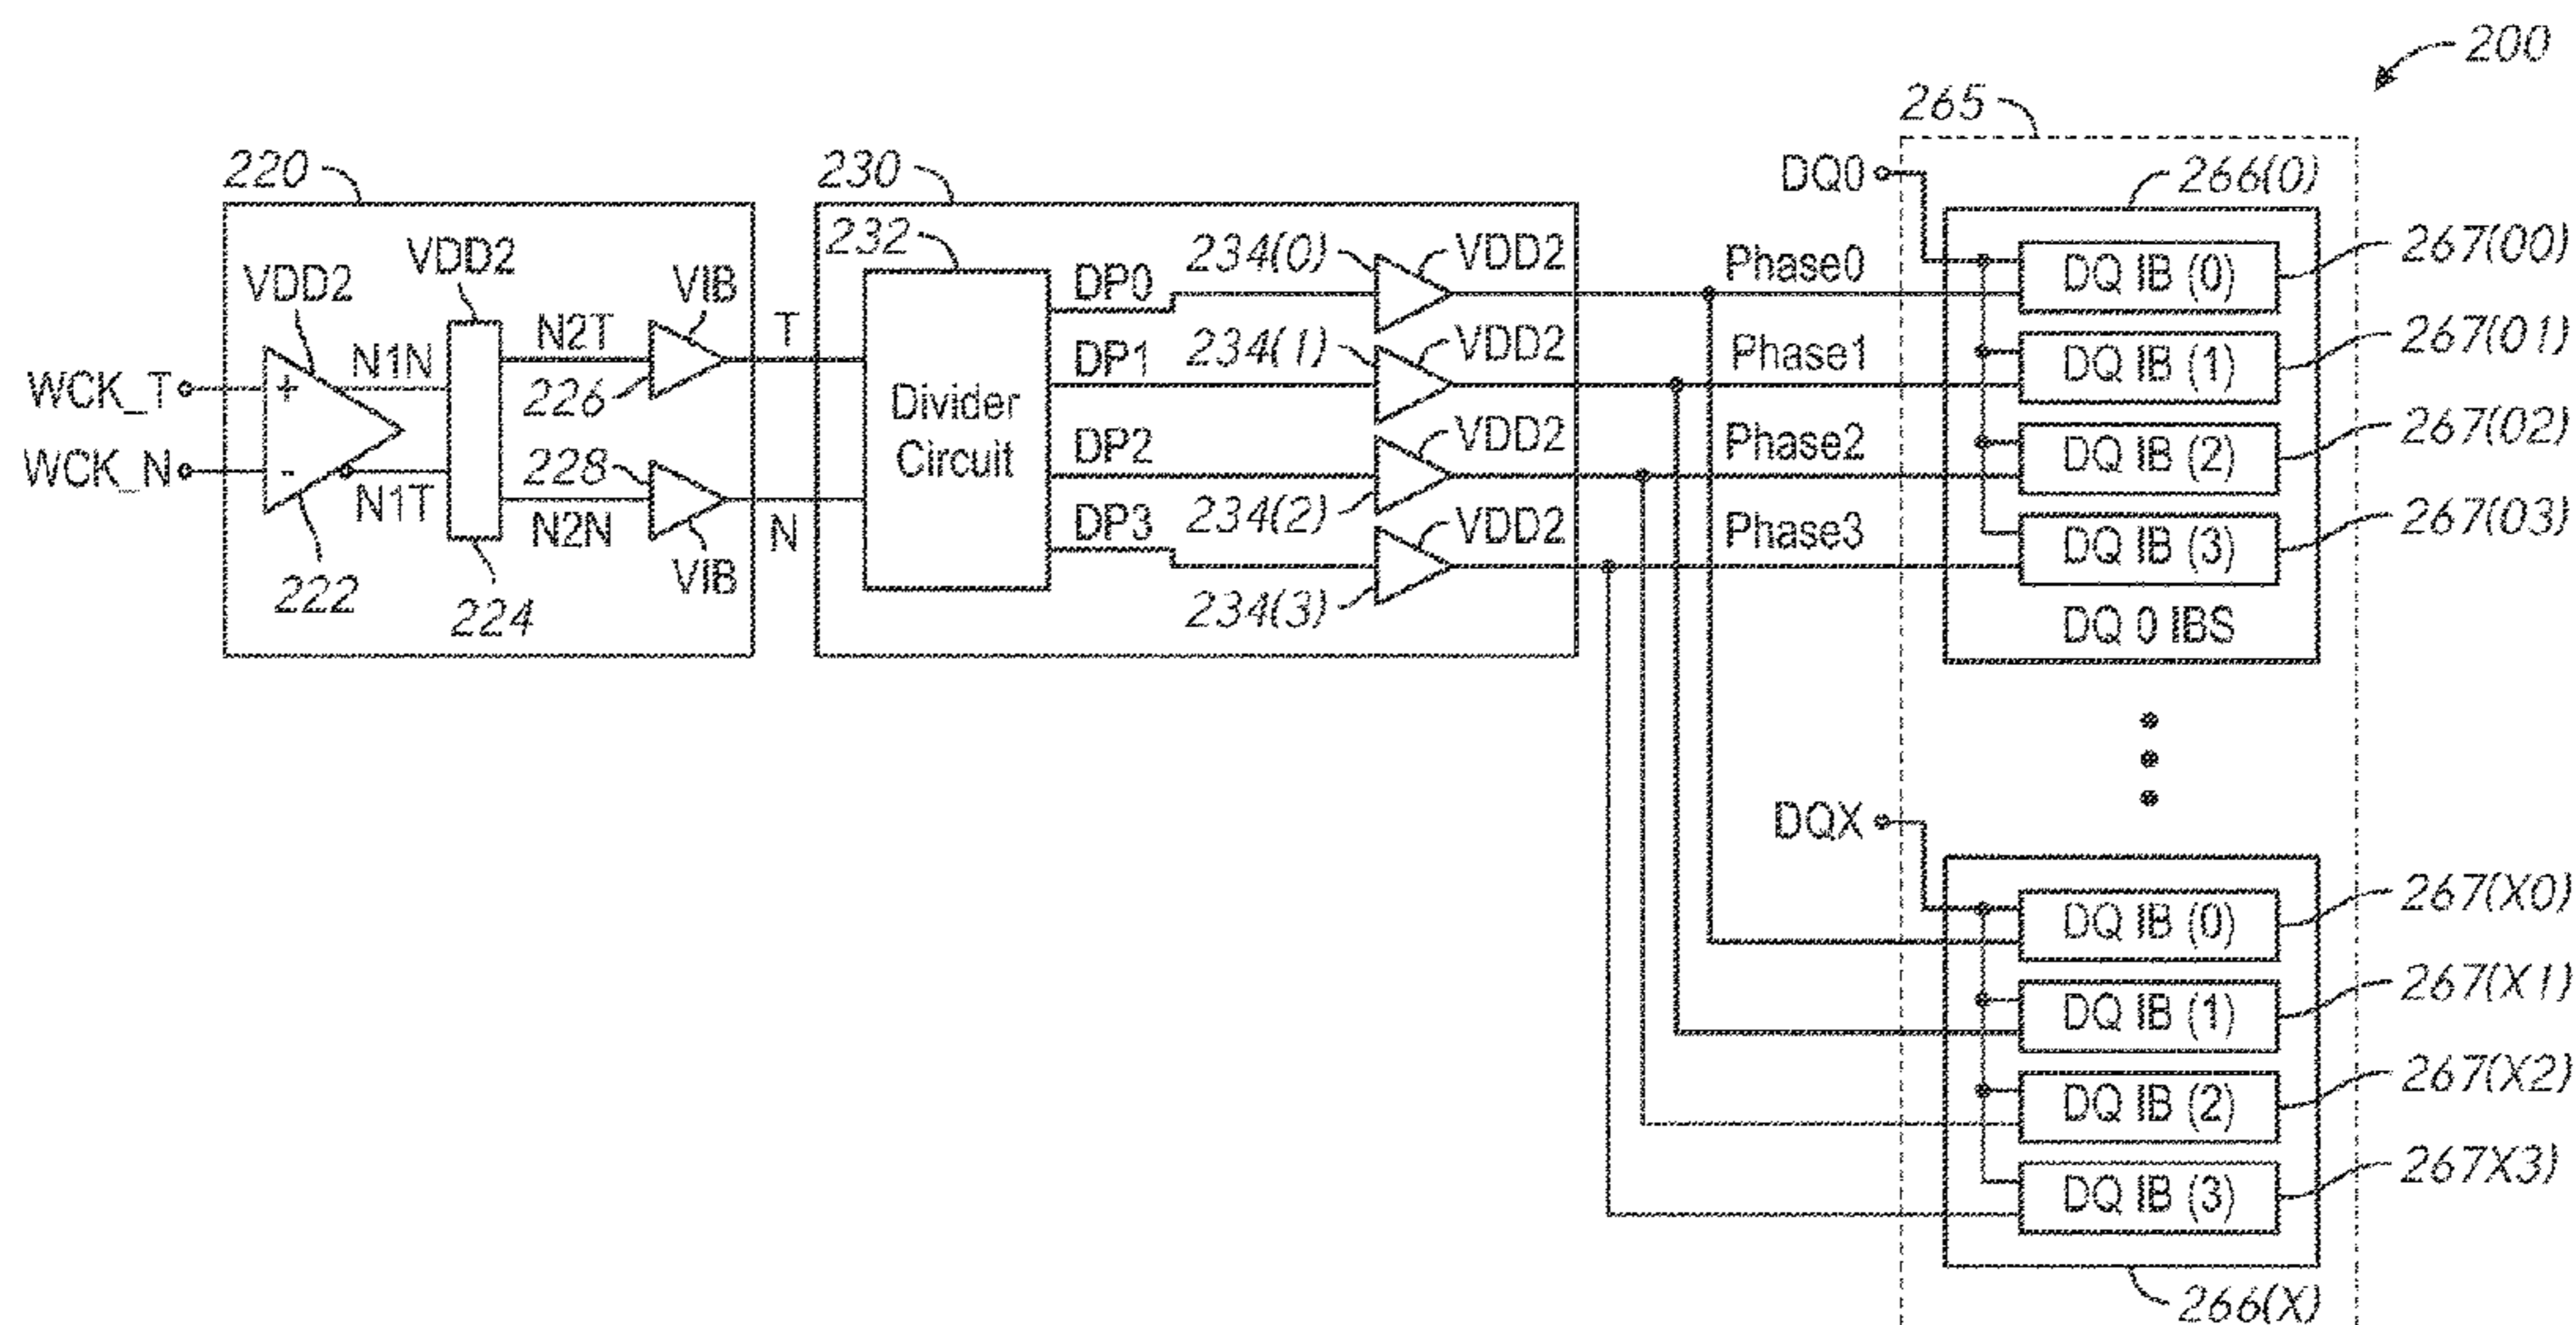 200
265
220
230
DQ0
266(0)
232
VDD2
VDD2
VIB
T
DP0
234(0)
VDD2
Phase0
DQ IB (0)
267(00)
N1N
N2T
226
DP1
234(1)
VDD2
Phase1
DQ IB (1)
267(01)
WCK_T
+
Divider
Circuit
WCK_N
-
N1T
228
N2N
N
VIB
DP2
234(2)
VDD2
Phase2
DQ IB (2)
267(02)
222
224
DP3
234(3)
VDD2
Phase3
DQ IB (3)
267(03)
DQ 0 IBS
DQX
DQ IB (0)
267(X0)
DQ IB (1)
267(X1)
DQ IB (2)
267(X2)
DQ IB (3)
267X3)
266(X)